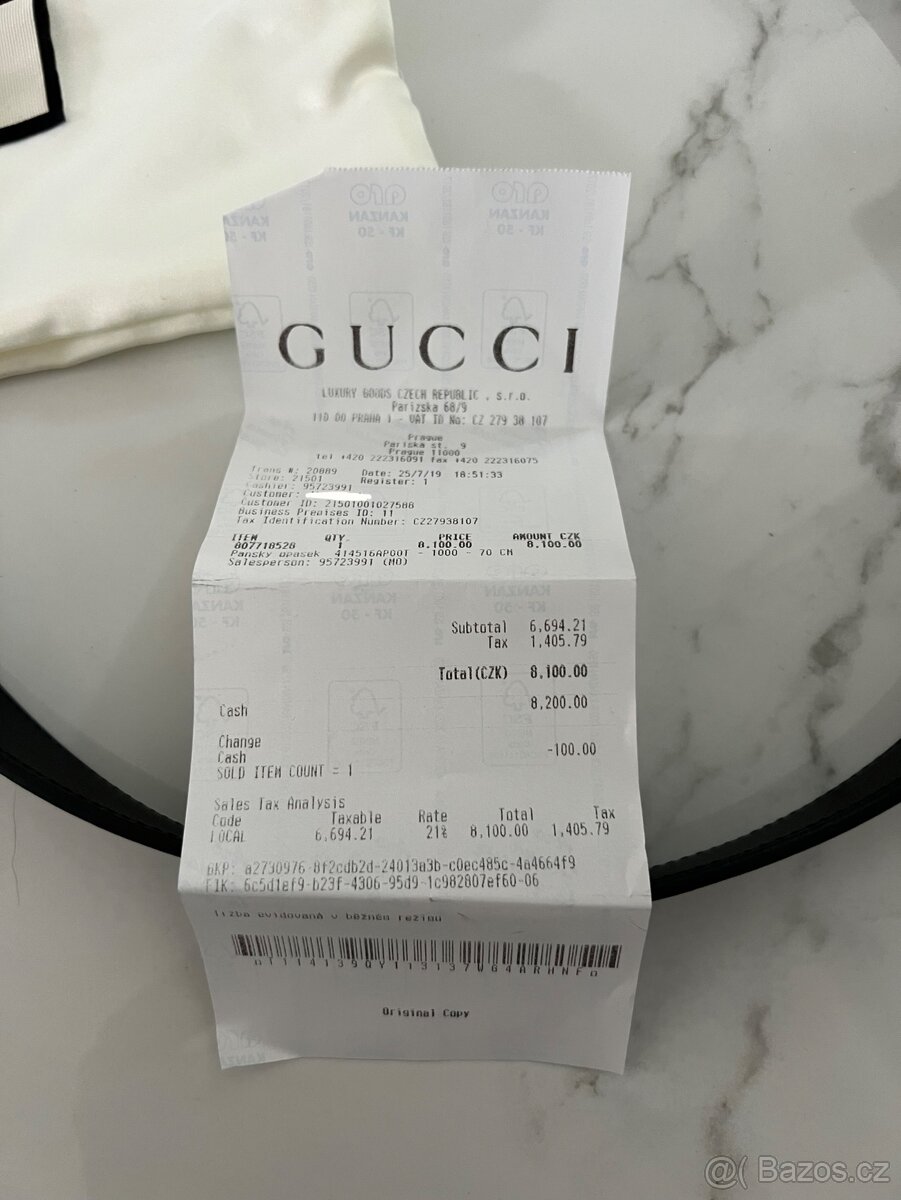 GUCCI
LUXURY GOODS CZECH REPUBLIC , s.r.o.
Parizska 68/9
110 00 PRAHA 1 - VAT ID No: CZ 279 38 107
Prague
Pariska st. 9
Prague 11000
Tel +420 222316091 Fax +420 222316075
Trans #: 20889 Date: 25/7/19 18:51:33
Store: 21501 Register: 1
Cashier: 95723991
Customer:
Customer ID: 21501001027588
Business Premises ID: 11
Tax Identification Number: CZ27938107
ITEM QTY. PRICE AMOUNT CZK
807718528 1 8,100.00 8,100.00
Pansky opasek 414516AP00T - 1000 - 70 CM
Salesperson: 95723991 (MO)
Subtotal 6,694.21
Tax 1,405.79
Total(CZK) 8,100.00
Cash 8,200.00
Change
Cash -100.00
SOLD ITEM COUNT = 1
Sales Tax Analysis
Code Taxable Rate Total Tax
LOCAL 6,694.21 21% 8,100.00 1,405.79
BKP: a2730976-8f2cdb2d-24013a3b-c0ec485c-4a4664f9
FIK: 6c5d1ef9-b23f-4306-95d9-1c982807ef60-06
evidovaná v běžném režimu
Original Copy
@( Bazos.cz